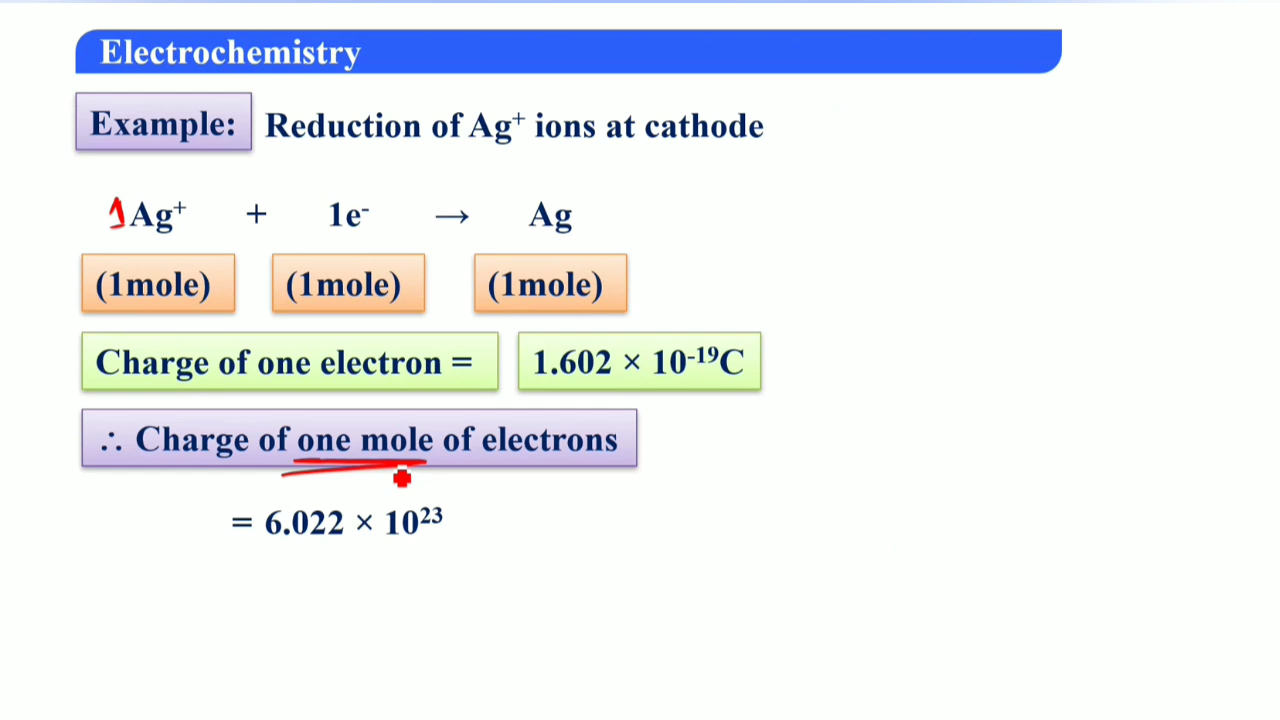 Electrochemistry
Example: Reduction of Ag⁺ ions at cathode
1Ag⁺ + 1e⁻ → Ag
(1mole) (1mole) (1mole)
Charge of one electron = 1.602 × 10⁻¹⁹C
∴ Charge of one mole of electrons
= 6.022 × 10²³